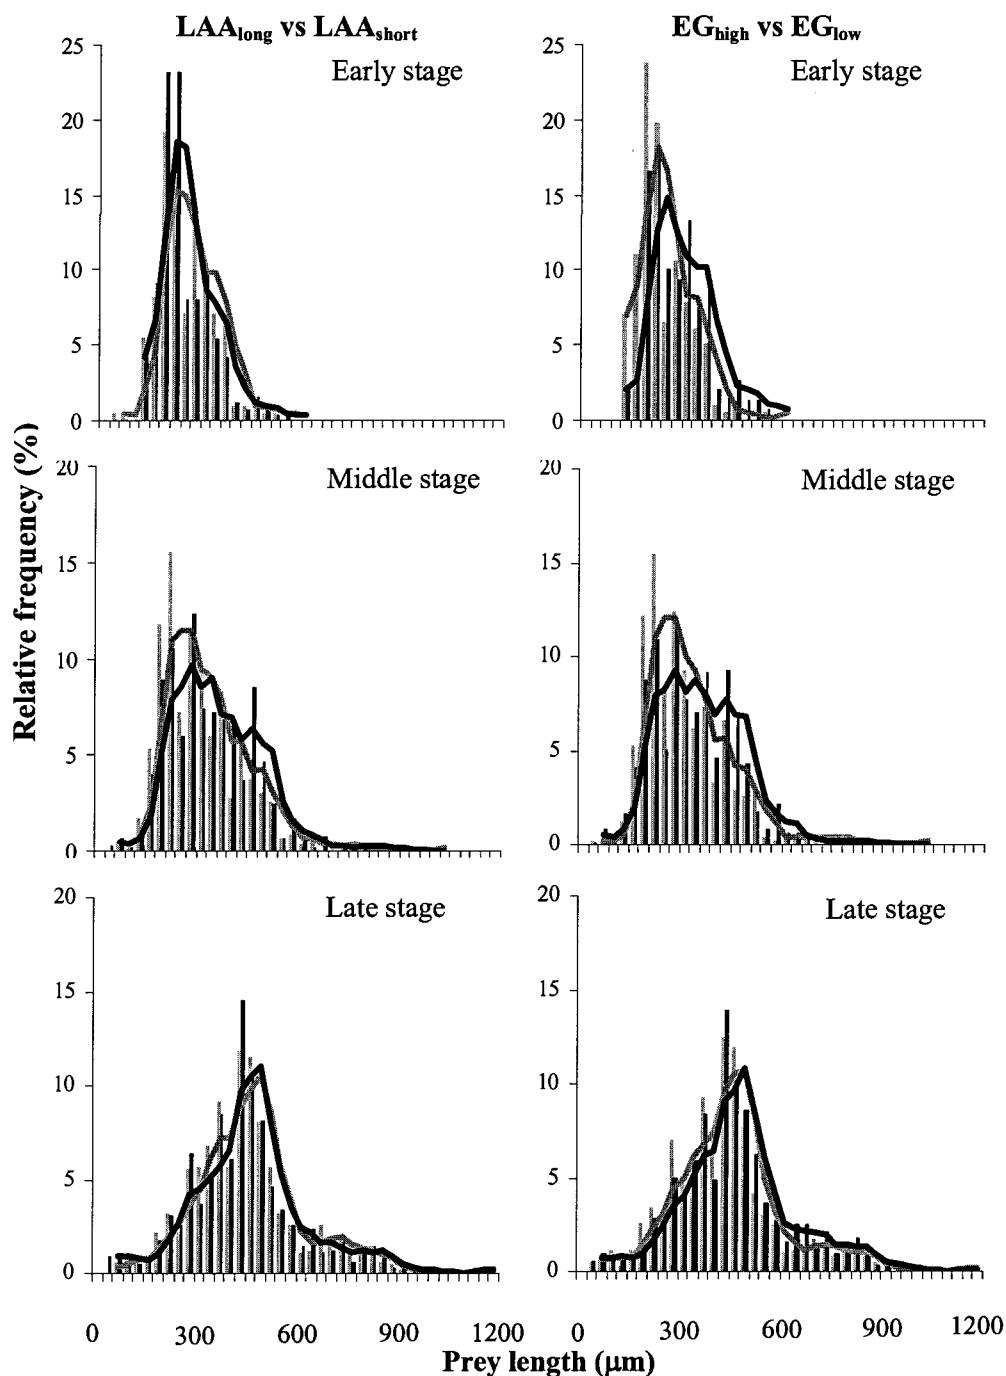 LAAlong vs LAAshort
EGhigh vs EGlow
Early stage
25
20
15
10
5
0
Early stage
25
20
15
10
5
0
Relative frequency (%)
Middle stage
20
15
10
5
0
Middle stage
20
15
10
5
0
Late stage
20
15
10
5
0
Late stage
20
15
10
5
0
0 300 600 900 1200
0 300 600 900 1200
Prey length (µm)